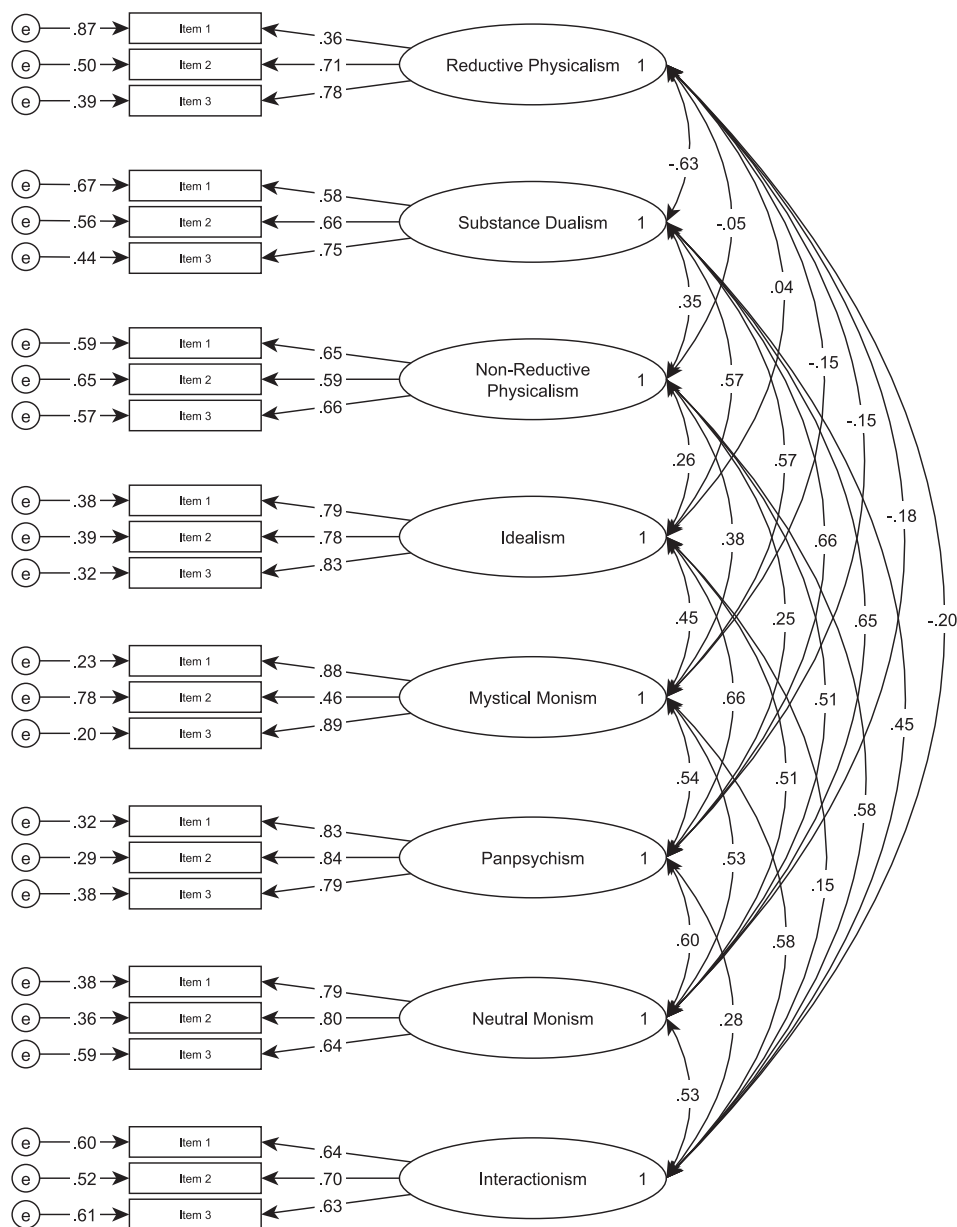 e .87 Item 1 .36
e .50 Item 2 .71 Reductive Physicalism 1
e .39 Item 3 .78
-.63
-.05
e .67 Item 1 .58
e .56 Item 2 .66 Substance Dualism 1
e .44 Item 3 .75
.35
.04
e .59 Item 1 .65
e .65 Item 2 .59 Non-Reductive
Physicalism 1
e .57 Item 3 .66
.57
-.15
-.15
.26
.57
e .38 Item 1 .79
e .39 Item 2 .78 Idealism 1
e .32 Item 3 .83
-.18
.38
.66
.45
.25
.65
-.20
e .23 Item 1 .88
e .78 Item 2 .46 Mystical Monism 1
e .20 Item 3 .89
.66
.51
.45
.54
.51
.58
e .32 Item 1 .83
e .29 Item 2 .84 Panpsychism 1
e .38 Item 3 .79
.53
.15
.60
.58
e .38 Item 1 .79
e .36 Item 2 .80 Neutral Monism 1
e .59 Item 3 .64
.28
.53
e .60 Item 1 .64
e .52 Item 2 .70 Interactionism 1
e .61 Item 3 .63